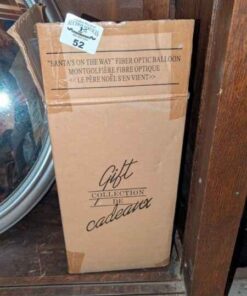 52
"SANTA'S ON THE WAY" FIBER OPTIC BALLOON
MONTGOLFIÈRE FIBRE OPTIQUE
<<LE PÈRE NOËL S'EN VIENT>>
Gift
COLLECTION
DE
cadeaux